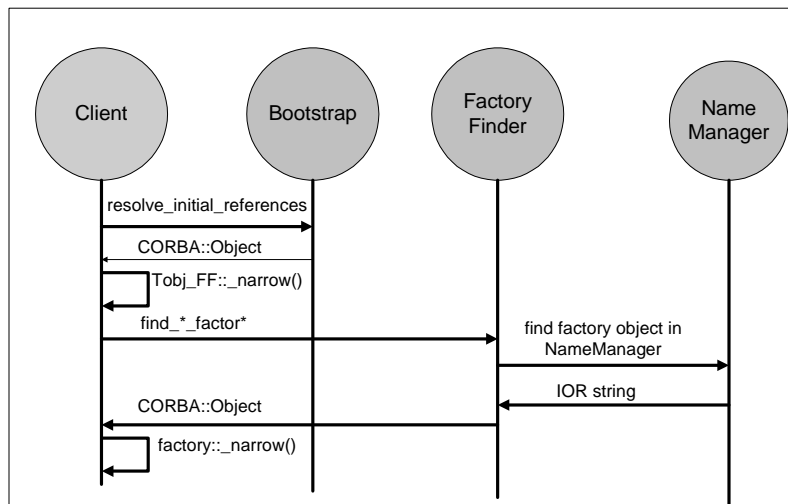 Client
Bootstrap
Factory
Finder
Name
Manager
resolve_initial_references
CORBA::Object
Tobj_FF::_narrow()
find_*_factor*
find factory object in
NameManager
IOR string
CORBA::Object
factory::_narrow()